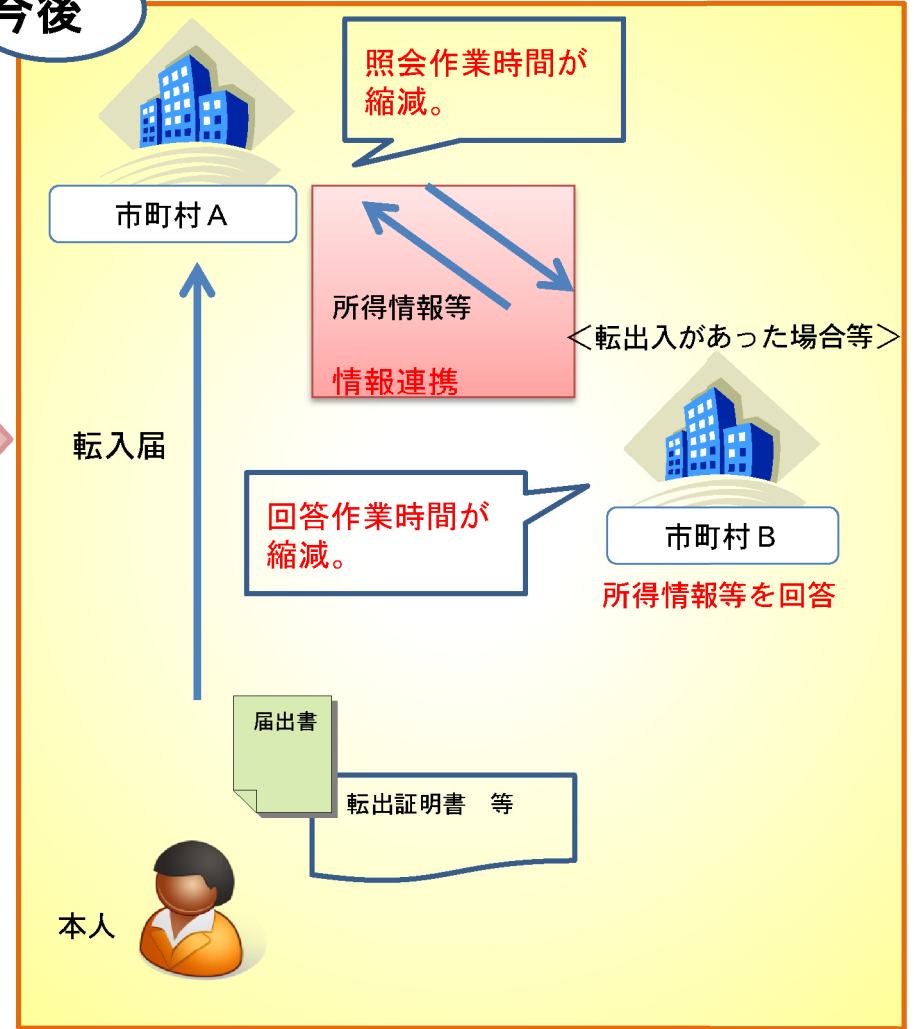 今後
照会作業時間が
縮減。
市町村A
所得情報等
<転出入があった場合等>
情報連携
転入届
回答作業時間が
縮減。
市町村B
所得情報等を回答
届出書
転出証明書　等
本人